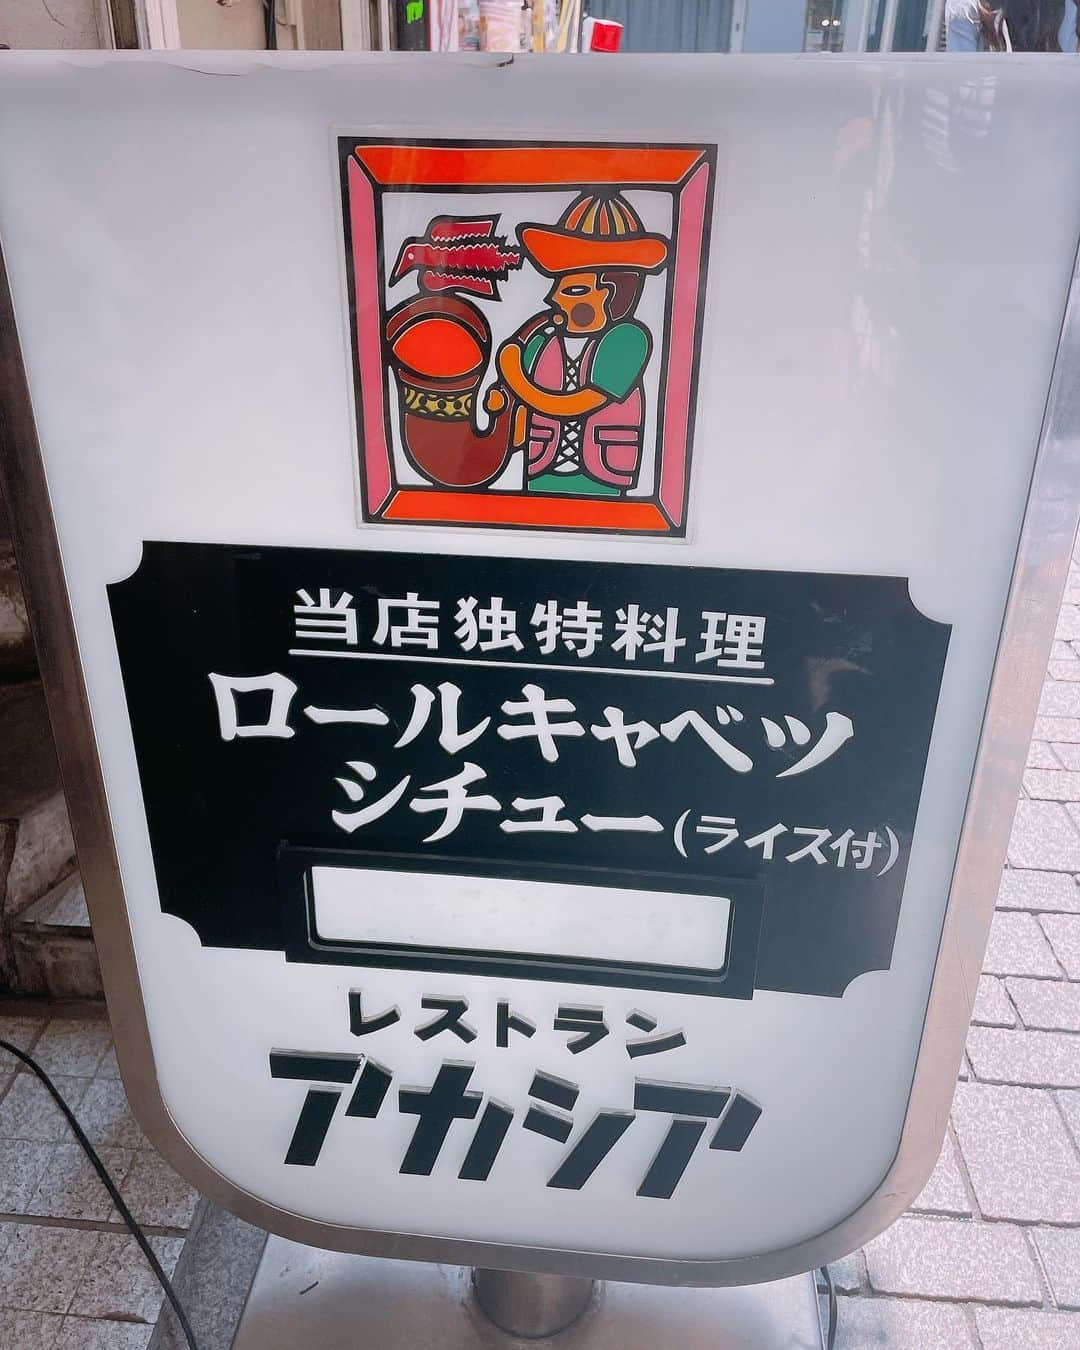 当店独特料理
ロールキャベツ
シチュー(ライス付)
レストラン
アカシア